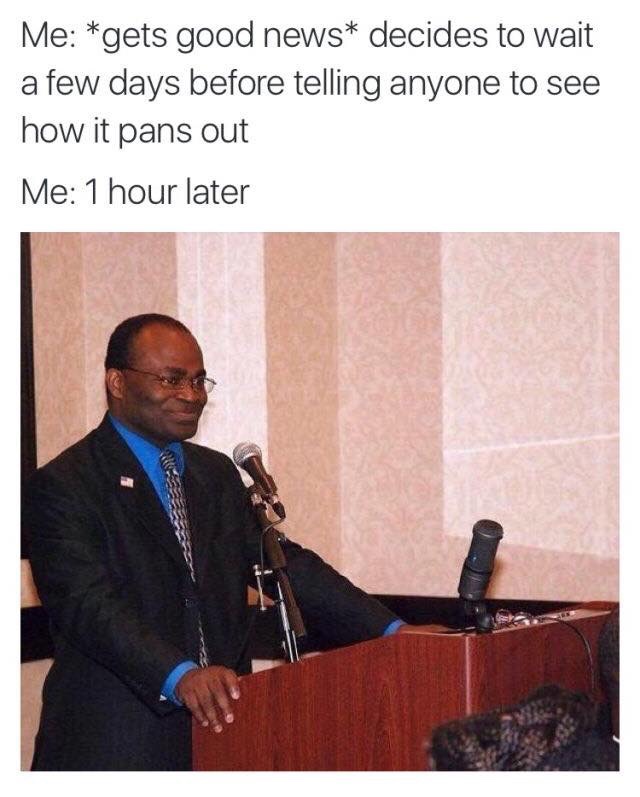 Me: *gets good news* decides to wait
a few days before telling anyone to see
how it pans out
Me: 1 hour later